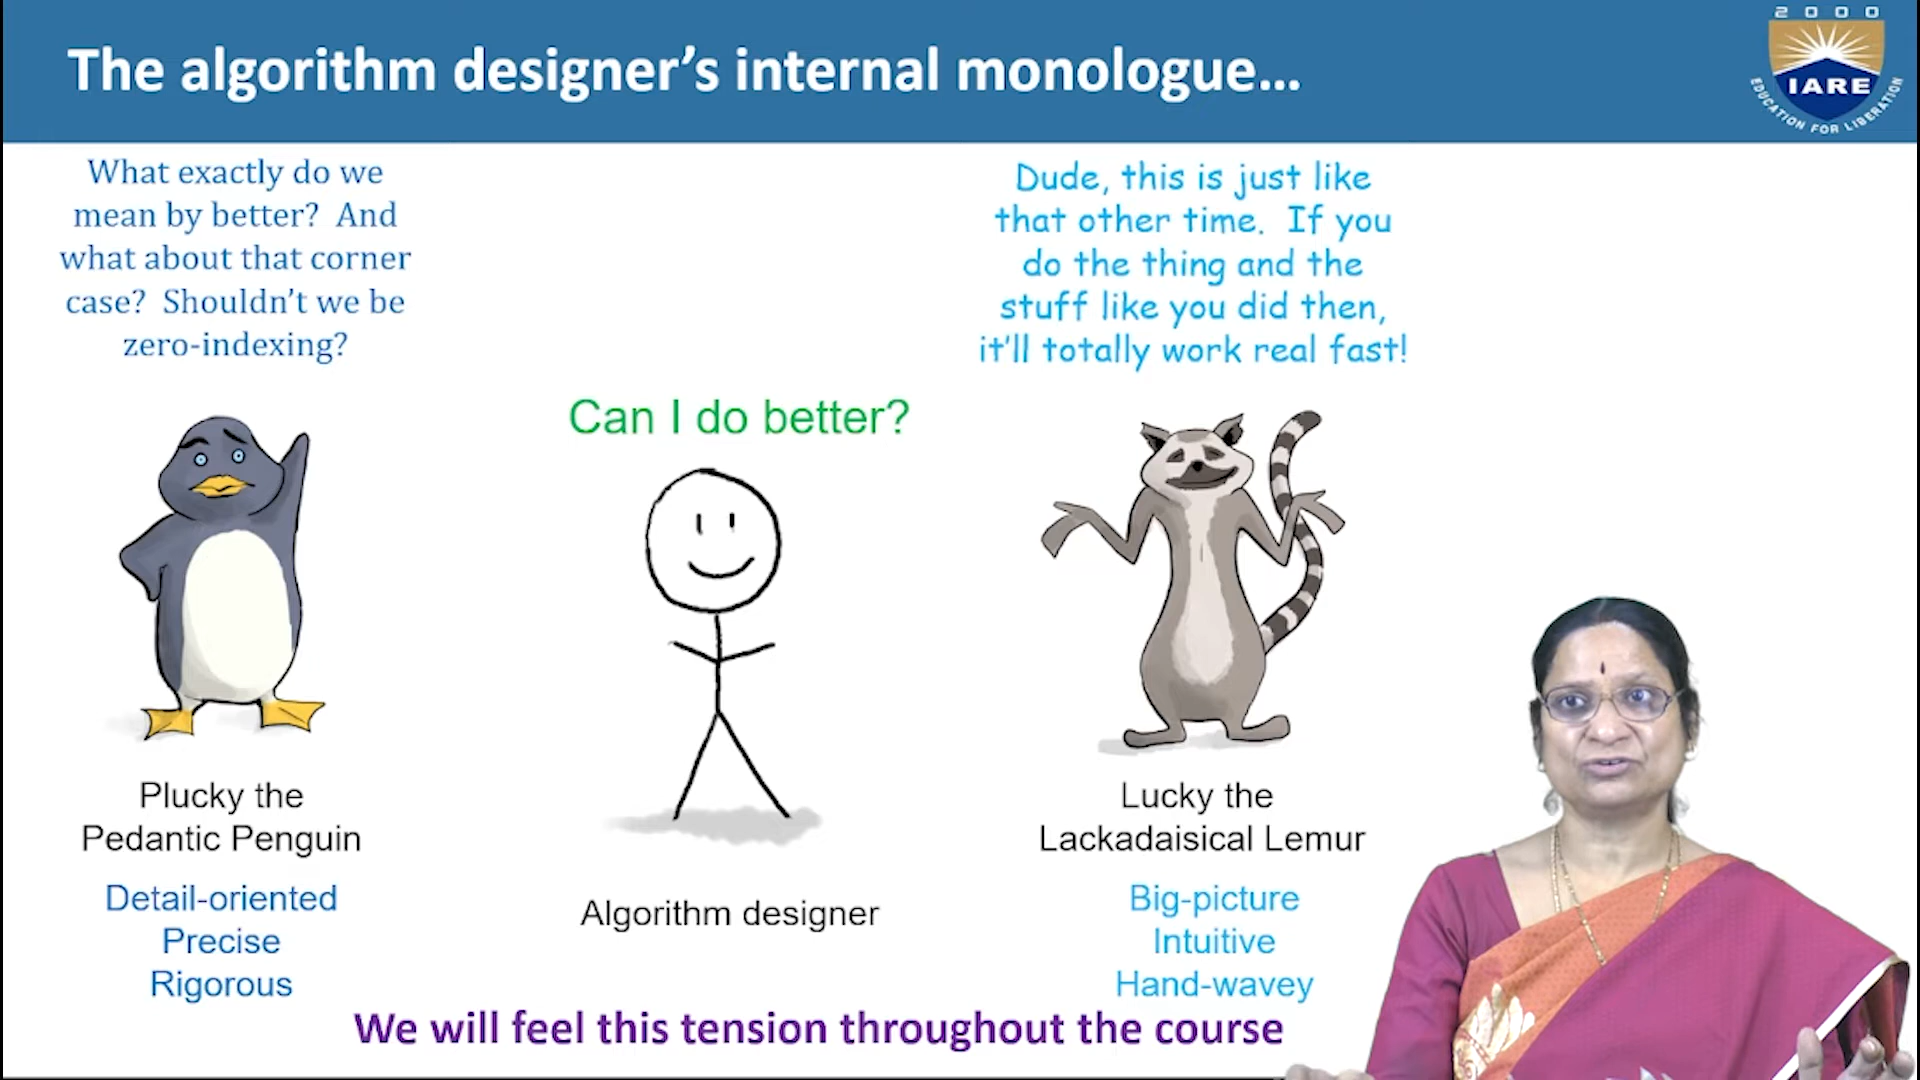 The algorithm designer's internal monologue...
2000
IARE
EDUCATION FOR LIBERATION
What exactly do we
mean by better? And
what about that corner
case? Shouldn't we be
zero-indexing?
Dude, this is just like
that other time. If you
do the thing and the
stuff like you did then,
it'll totally work real fast!
Can I do better?
Plucky the
Pedantic Penguin
Detail-oriented
Precise
Rigorous
Algorithm designer
Lucky the
Lackadaisical Lemur
Big-picture
Intuitive
Hand-wavey
We will feel this tension throughout the course